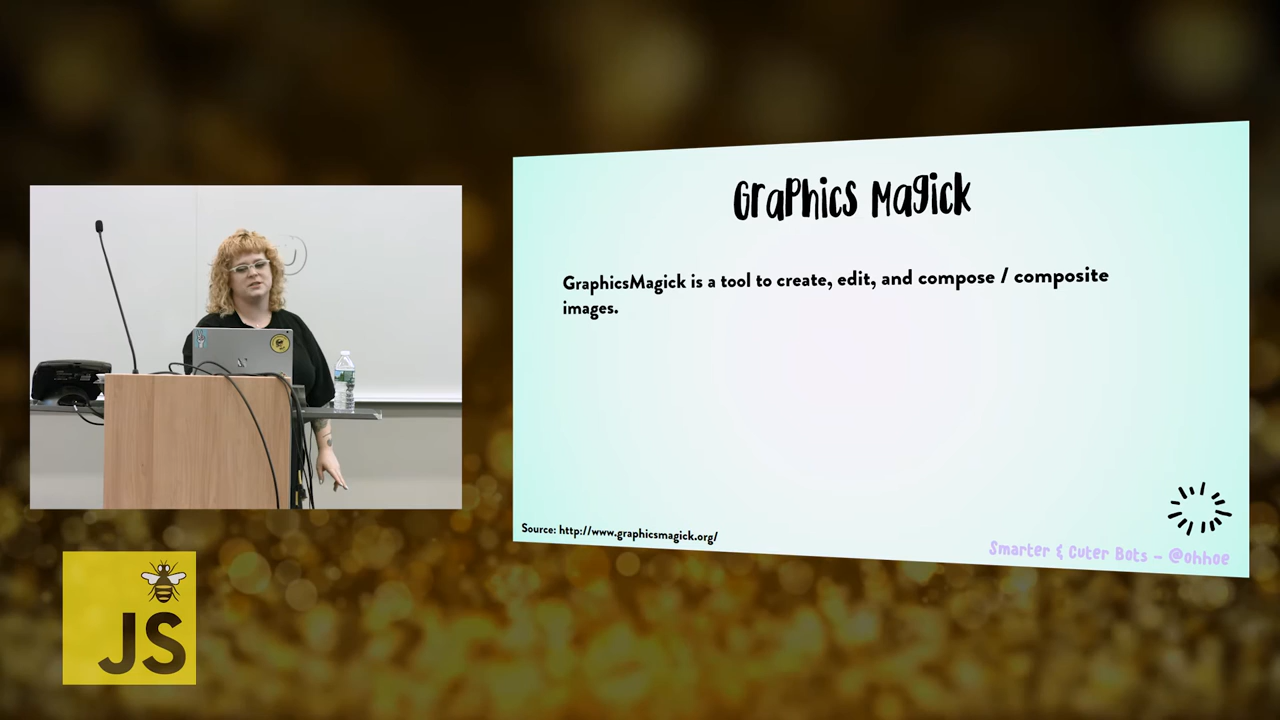 Graphics Magick
GraphicsMagick is a tool to create, edit, and compose / composite
images.
Source: http://www.graphicsmagick.org/
Smarter & Cuter Bots - @ohhoe
JS